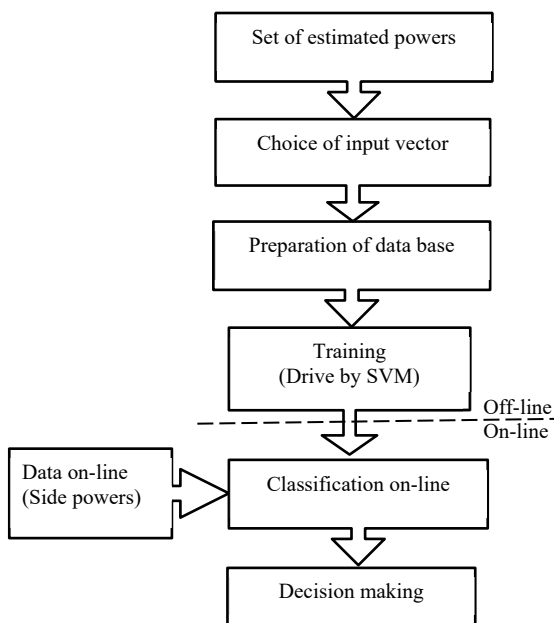 Set of estimated powers
Choice of input vector
Preparation of data base
Training
(Drive by SVM)
Off-line
On-line
Data on-line
(Side powers)
Classification on-line
Decision making